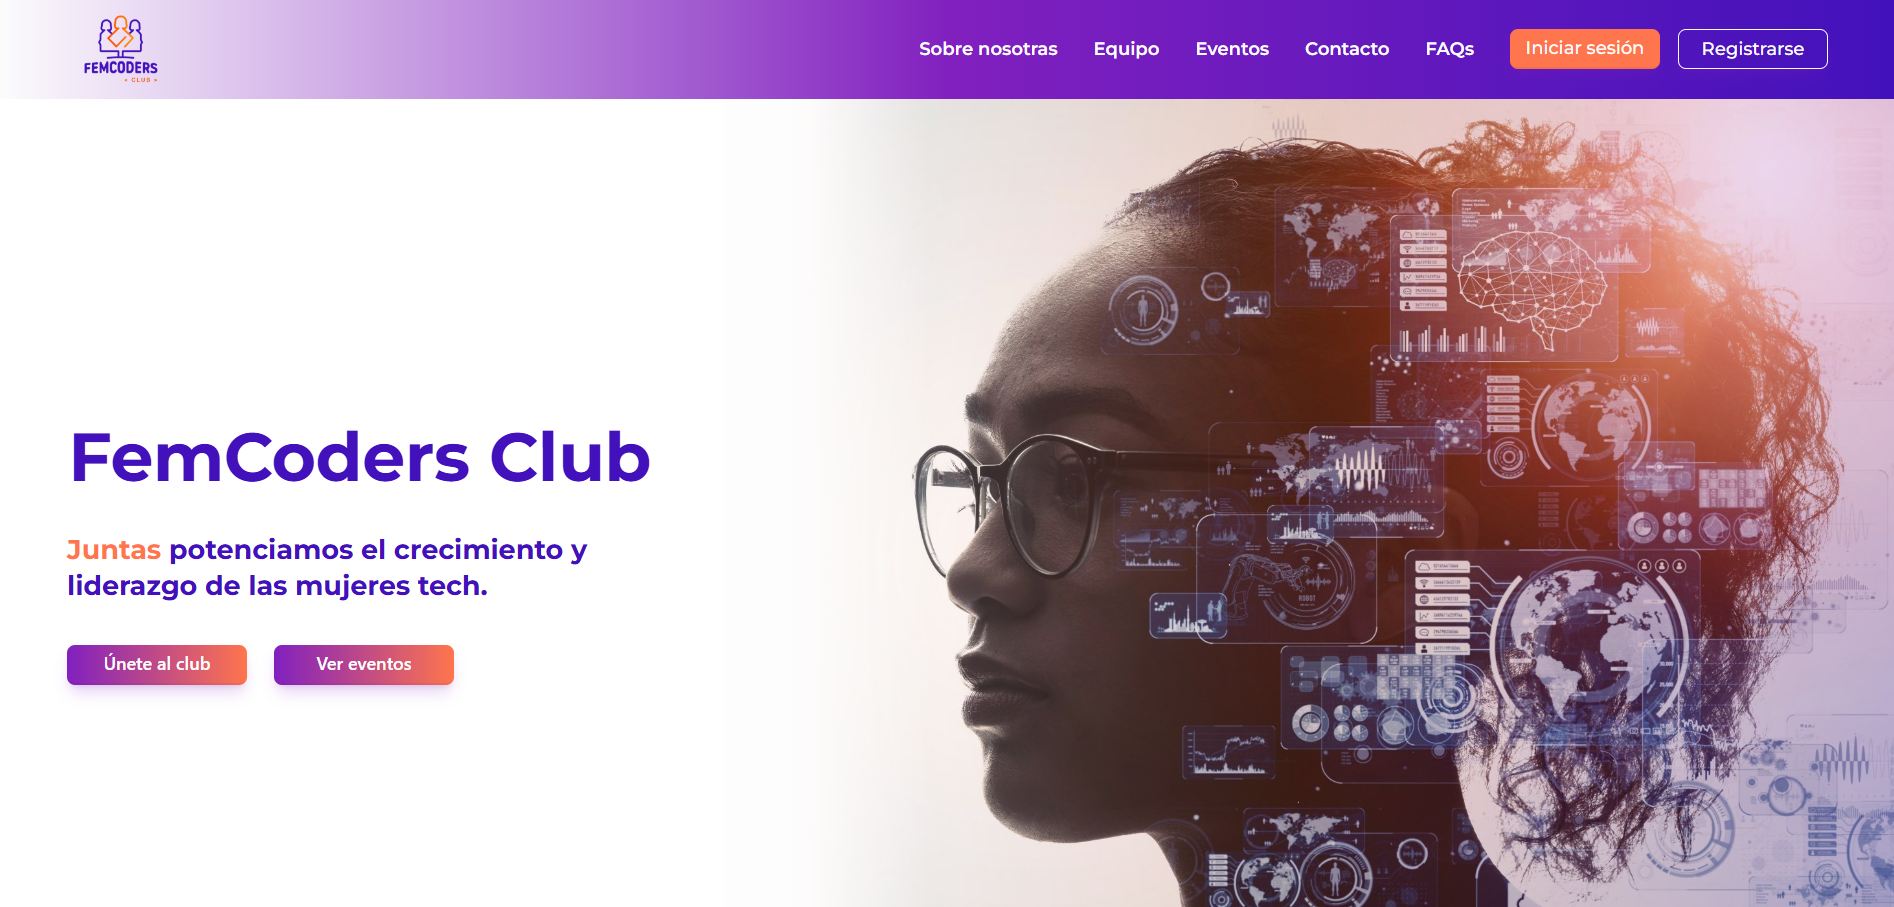 FEMCODERS
CLUB
Sobre nosotras
Equipo
Eventos
Contacto
FAQs
Iniciar sesión
Registrarse
FemCoders Club
Juntas potenciamos el crecimiento y
liderazgo de las mujeres tech.
Únete al club
Ver eventos
ROBOT